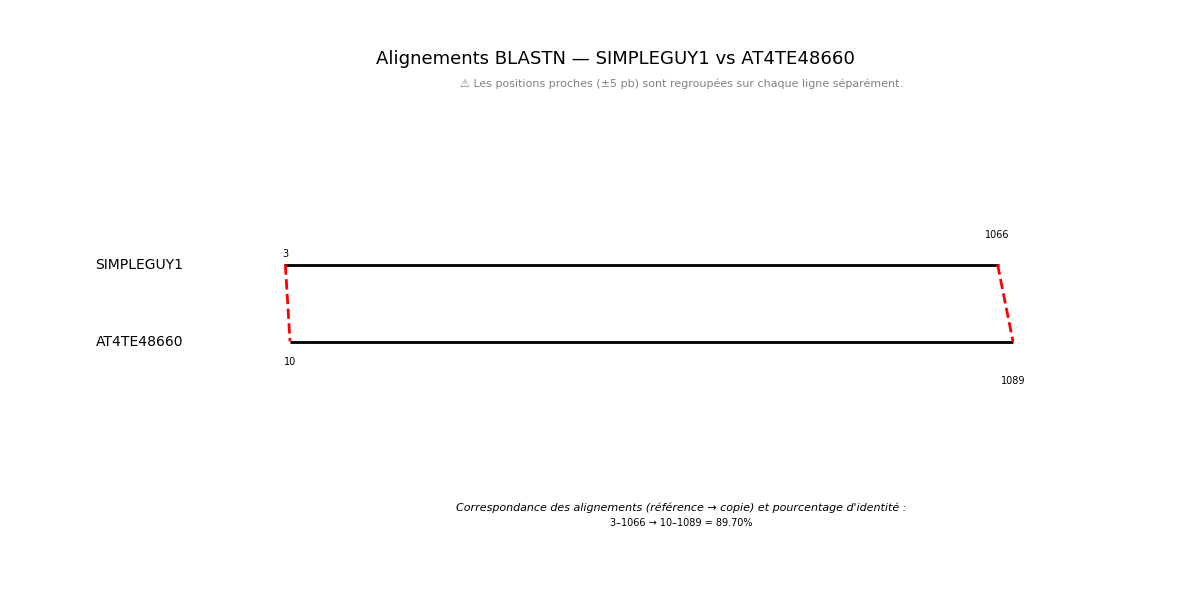 Alignements BLASTN — SIMPLEGUY1 vs AT4TE48660
⚠ Les positions proches (±5 pb) sont regroupées sur chaque ligne séparément.
1066
3
SIMPLEGUY1
AT4TE48660
10
1089
Correspondance des alignements (référence → copie) et pourcentage d'identité :
3–1066 → 10–1089 = 89.70%